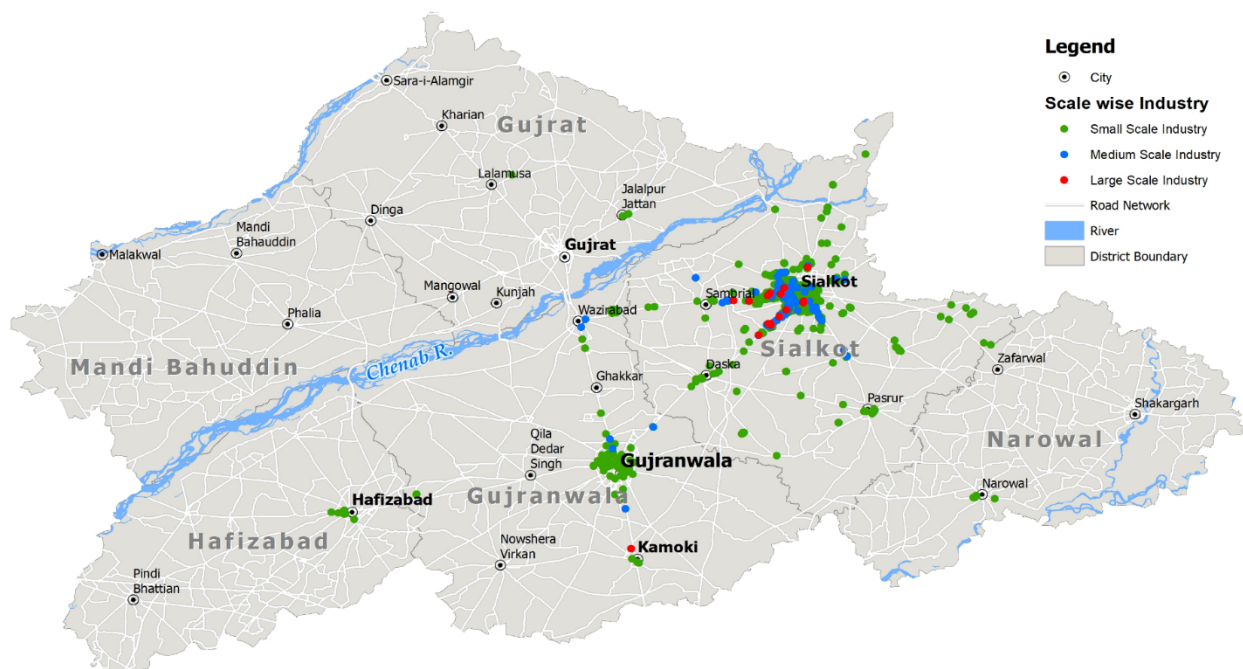 Legend
City
Scale wise Industry
Small Scale Industry
Medium Scale Industry
Large Scale Industry
Road Network
River
District Boundary
Sara-i-Alamgir
Kharian
Gujrat
Lalamusa
Jalalpur
Jattan
Dinga
Mandi
Bahauddin
Malakwal
Gujrat
Mangowal
Kunjah
Sialkot
Sambrial
Wazirabad
Phalia
Sialkot
Mandi Bahuddin
Chenab R.
Zafarwal
Daska
Ghakkar
Pasrur
Shakargarh
Qila
Dedar
Singh
Narowal
Gujranwala
Gujranwala
Narowal
Hafizabad
Hafizabad
Kamoki
Nowshera
Virkan
Pindi
Bhattian